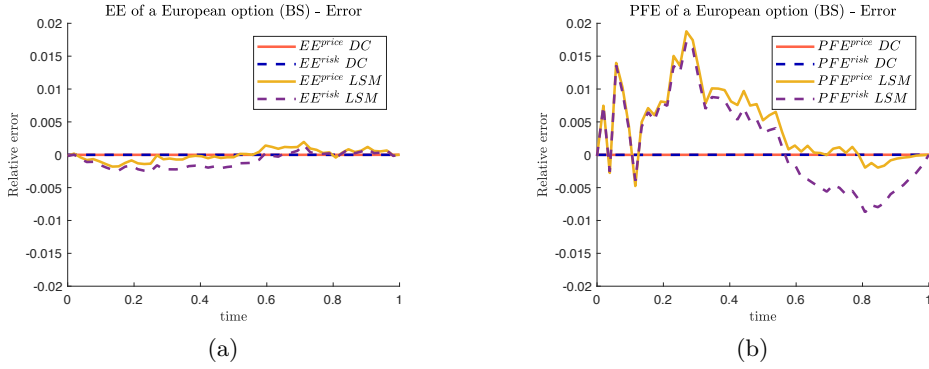 EE of a European option (BS) - Error
0.02
0.015
0.01
0.005
0
0.005
-0.01
-0.015
-0.02
Relative error
0 0.2 0.4 0.6 0.8 1
time
EE^price DC
EE^risk DC
EE^price LSM
EE^risk LSM
(a)
PFE of a European option (BS) - Error
0.02
0.015
0.01
0.005
0
0.005
-0.01
-0.015
-0.02
Relative error
0 0.2 0.4 0.6 0.8 1
time
PFE^price DC
PFE^risk DC
PFE^price LSM
PFE^risk LSM
(b)